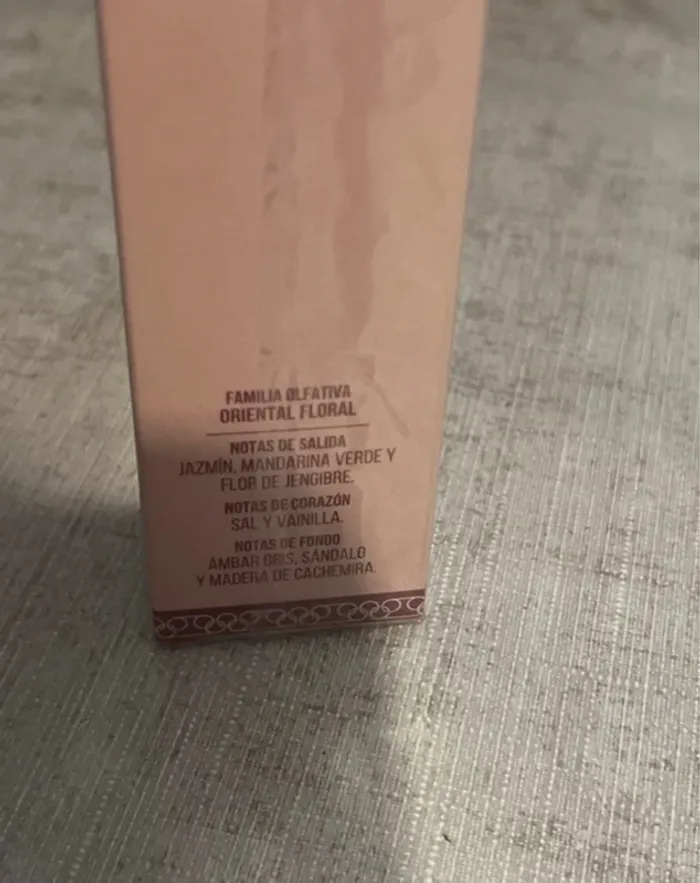 FAMILIA OLFATIVA
ORIENTAL FLORAL
NOTAS DE SALIDA
JAZMÍN, MANDARINA VERDE Y
FLOR DE JENGIBRE.
NOTAS DE CORAZÓN
SAL Y VAINILLA.
NOTAS DE FONDO
ÁMBAR GRIS, SÁNDALO
Y MADERA DE CACHEMIRA.